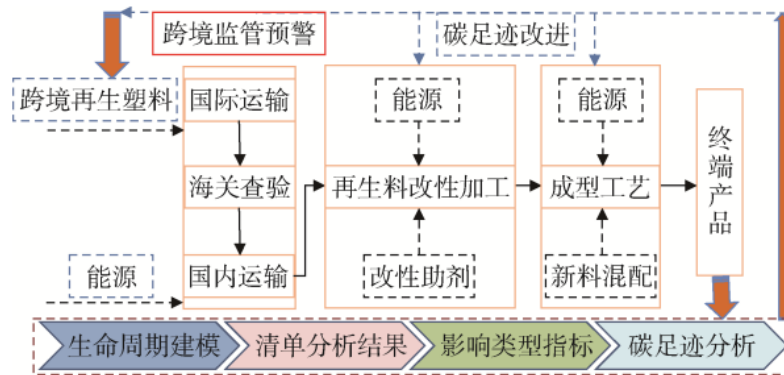 跨境监管预警
碳足迹改进
跨境再生塑料
国际运输
能源
能源
海关查验
再生料改性加工
成型工艺
终端产品
能源
国内运输
改性助剂
新料混配
生命周期建模
清单分析结果
影响类型指标
碳足迹分析